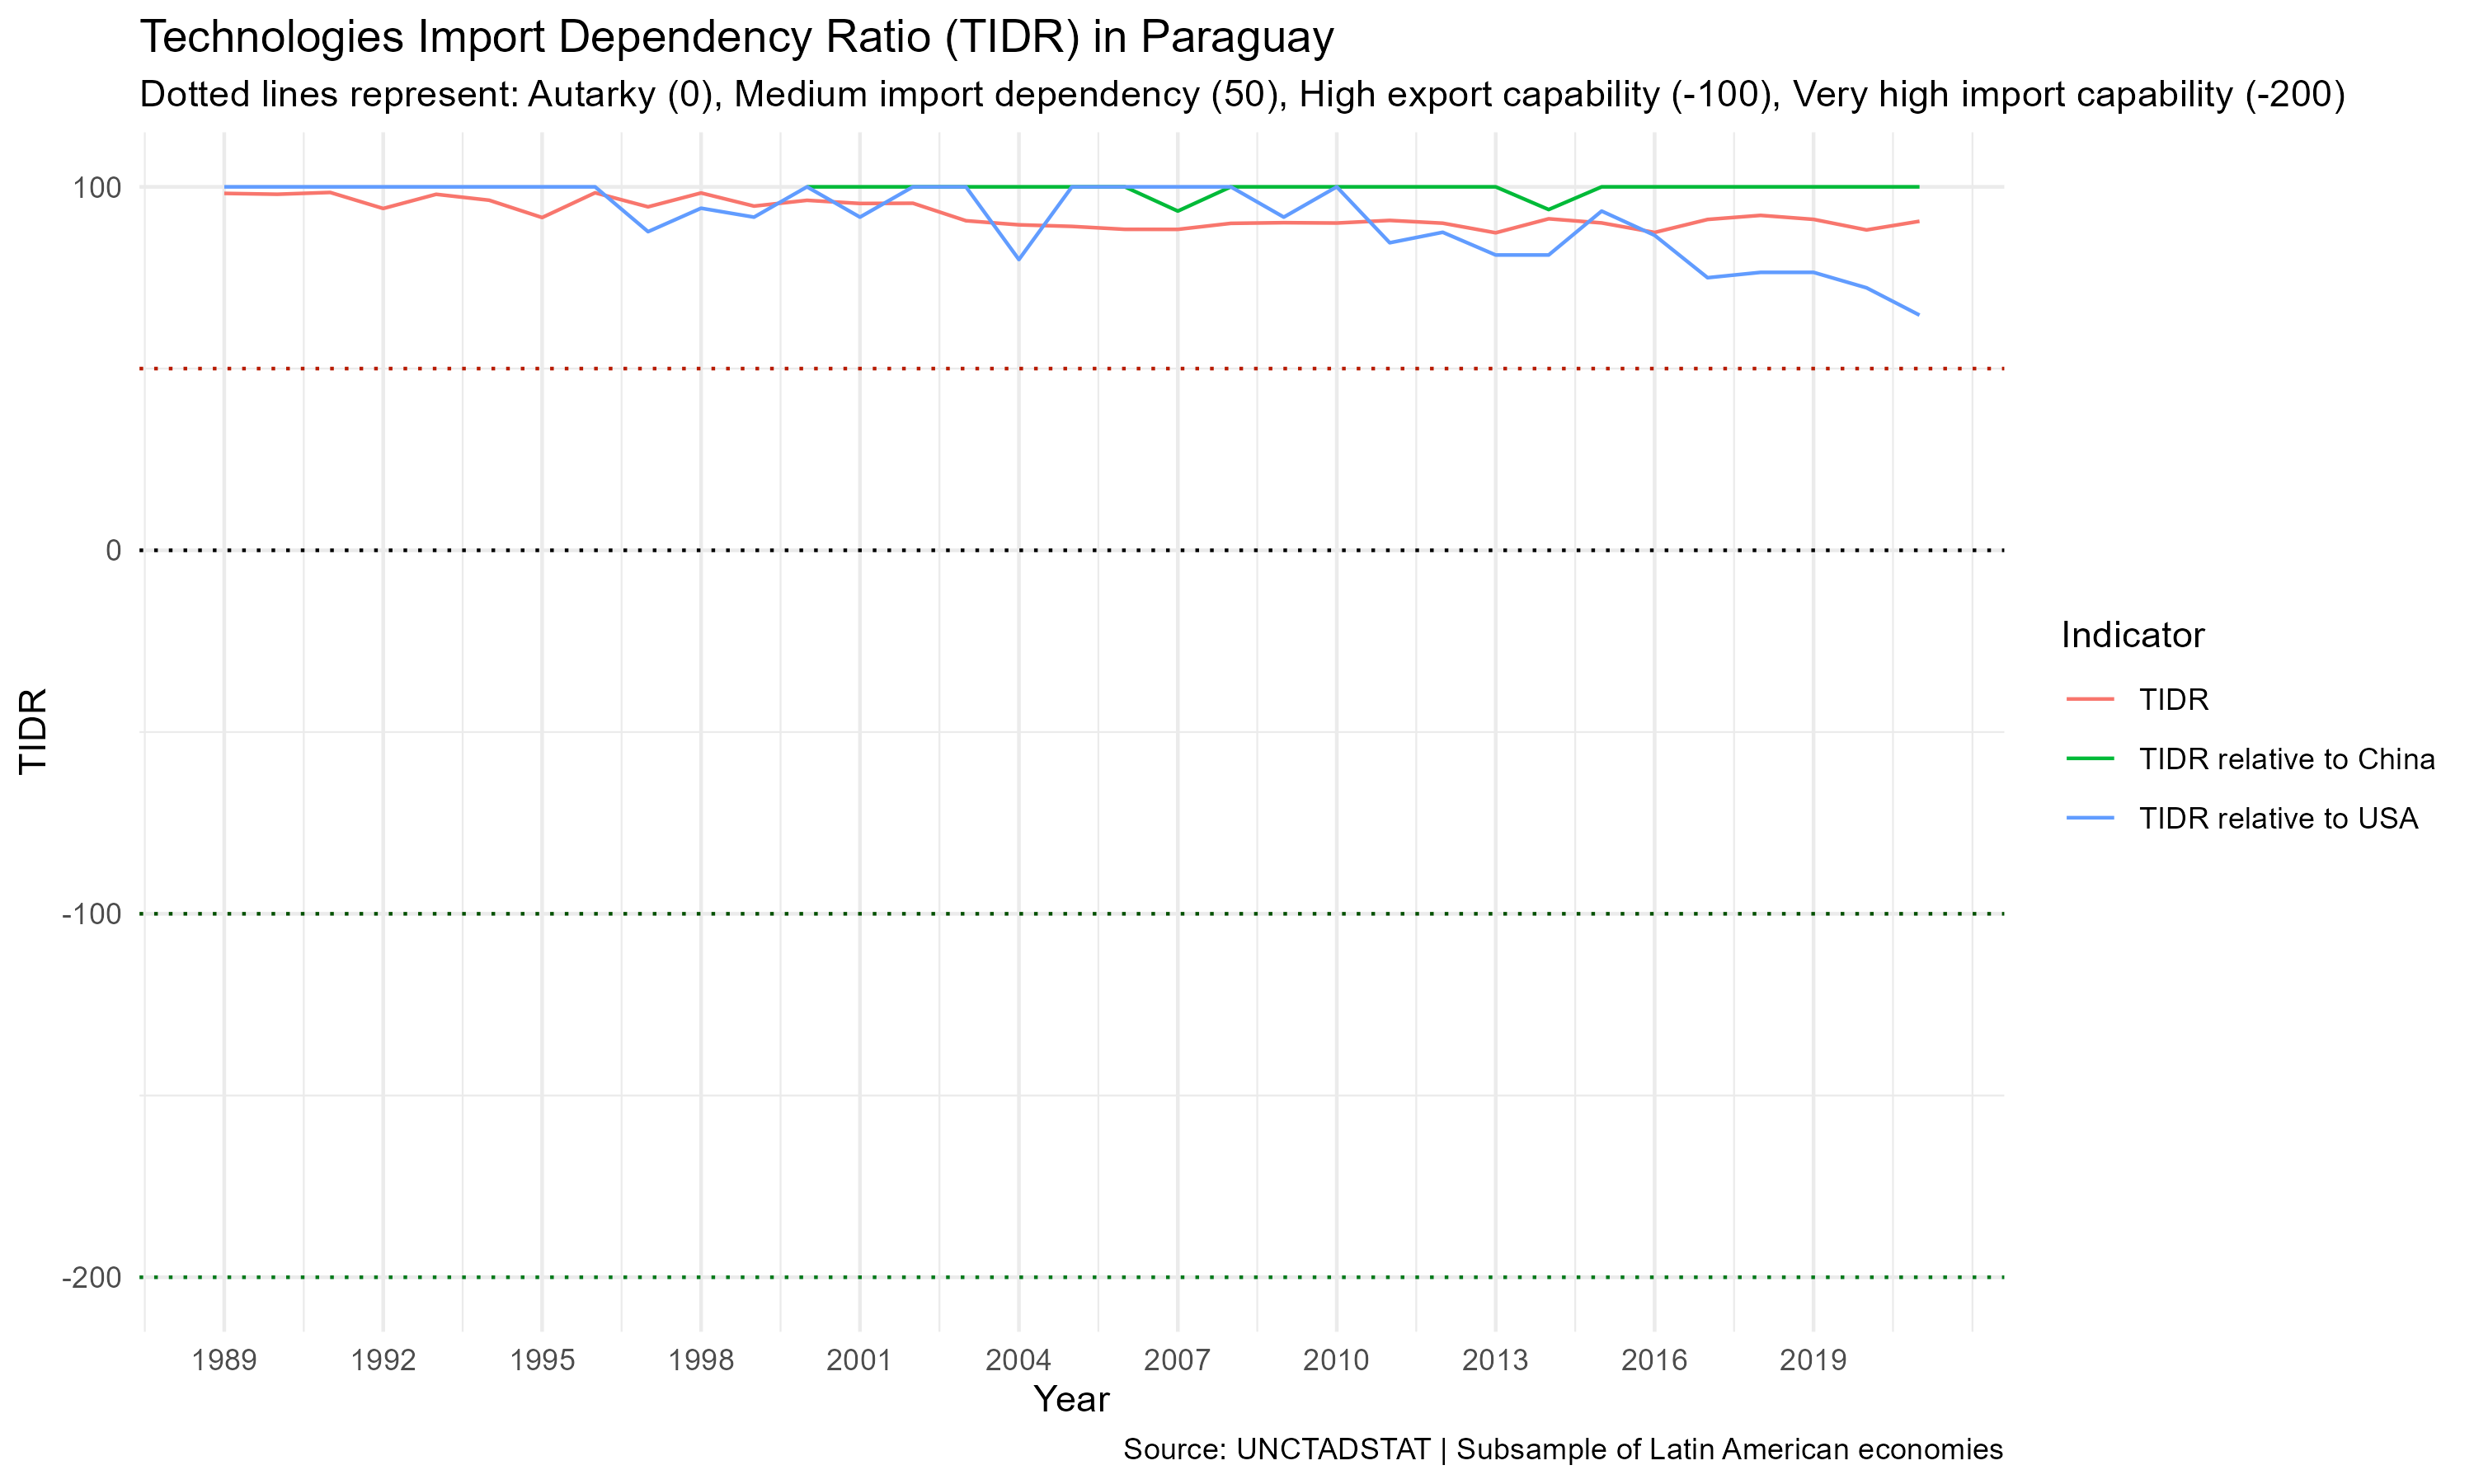 Technologies Import Dependency Ratio (TIDR) in Paraguay
Dotted lines represent: Autarky (0), Medium import dependency (50), High export capability (-100), Very high import capability (-200)
100
0
-100
-200
TIDR
1989 1992 1995 1998 2001 2004 2007 2010 2013 2016 2019
Year
Indicator
TIDR
TIDR relative to China
TIDR relative to USA
Source: UNCTADSTAT | Subsample of Latin American economies